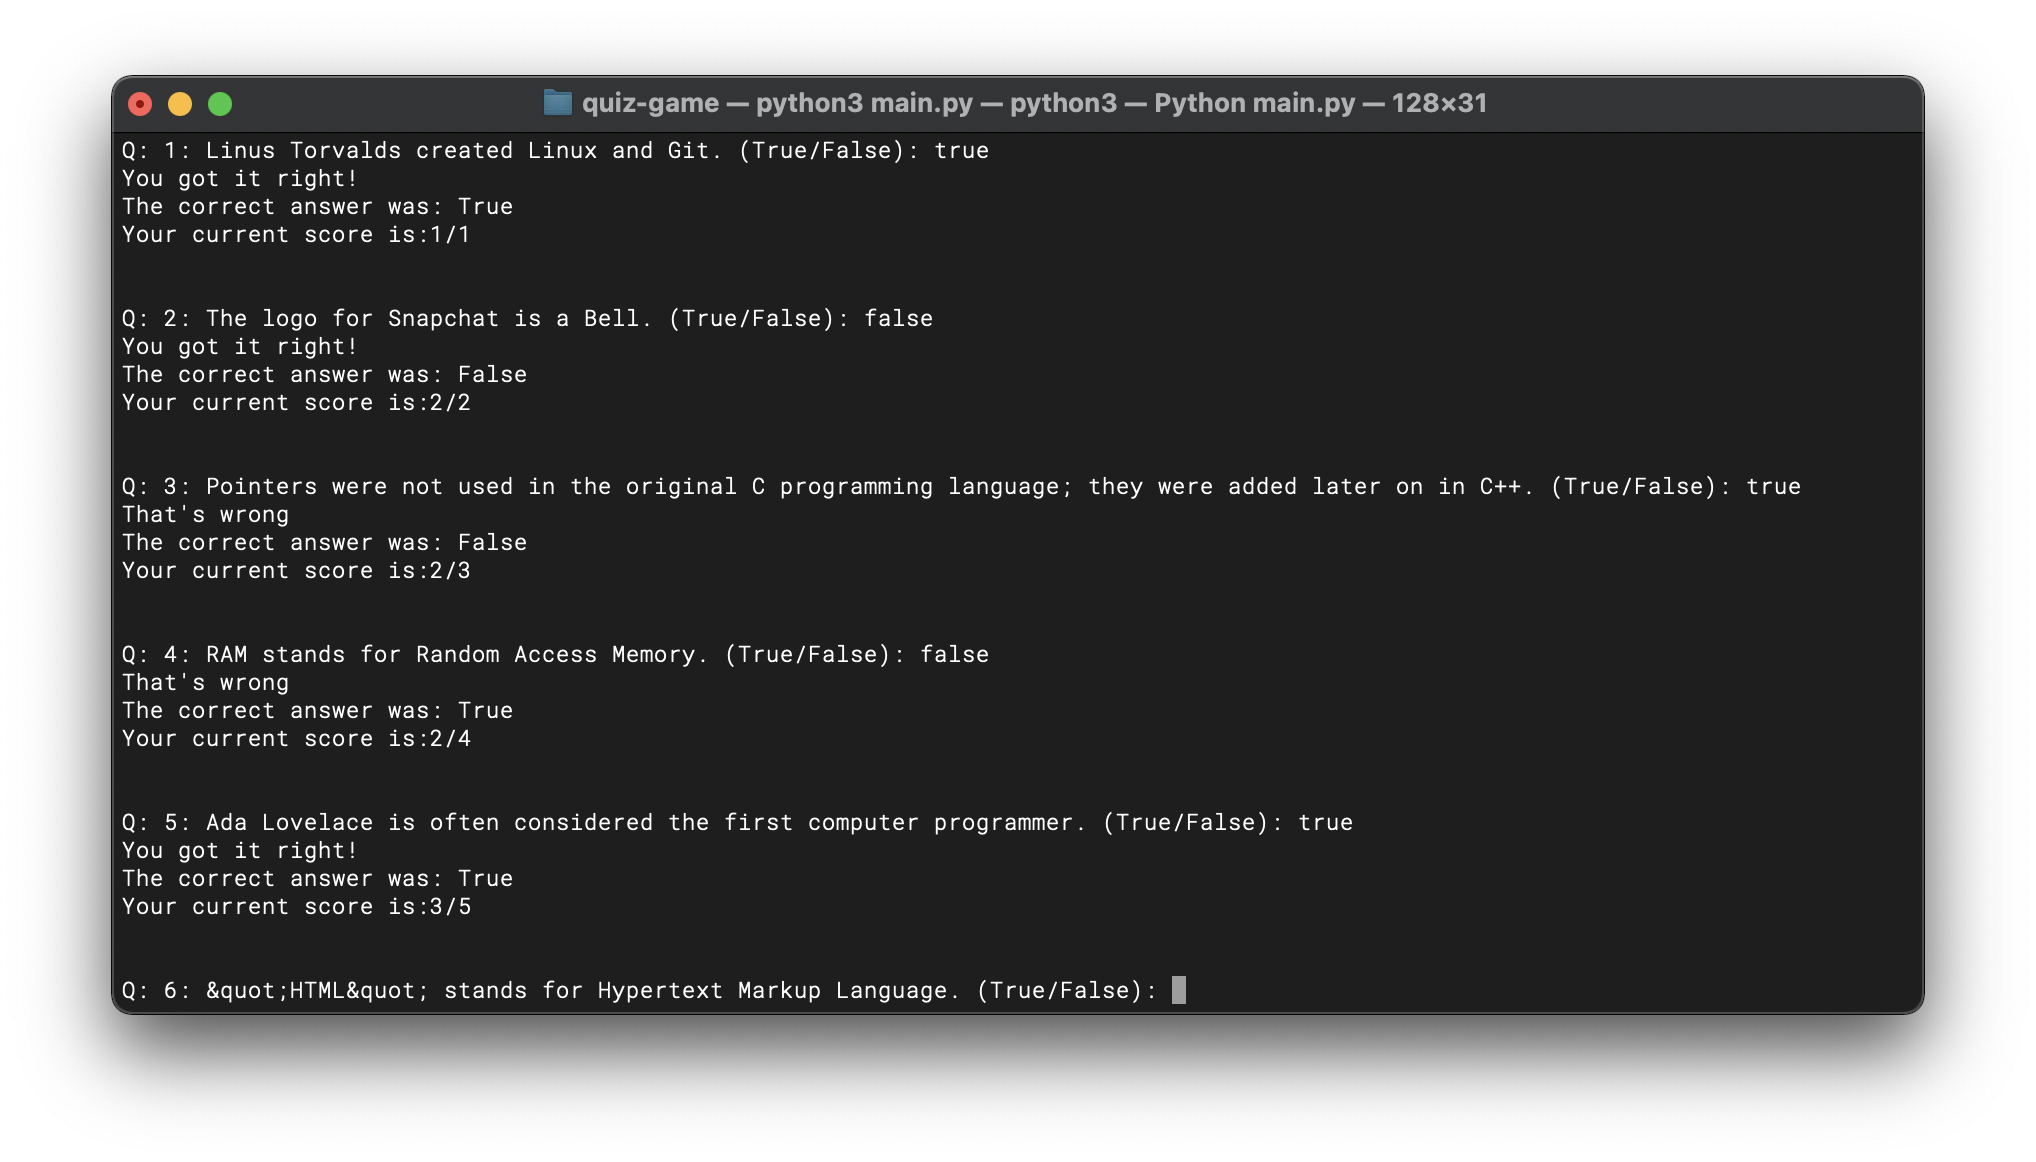 quiz-game — python3 main.py — python3 — Python main.py — 128×31
Q: 1: Linus Torvalds created Linux and Git. (True/False): true
You got it right!
The correct answer was: True
Your current score is:1/1
Q: 2: The logo for Snapchat is a Bell. (True/False): false
You got it right!
The correct answer was: False
Your current score is:2/2
Q: 3: Pointers were not used in the original C programming language; they were added later on in C++. (True/False): true
That's wrong
The correct answer was: False
Your current score is:2/3
Q: 4: RAM stands for Random Access Memory. (True/False): false
That's wrong
The correct answer was: True
Your current score is:2/4
Q: 5: Ada Lovelace is often considered the first computer programmer. (True/False): true
You got it right!
The correct answer was: True
Your current score is:3/5
Q: 6: &quot;HTML&quot; stands for Hypertext Markup Language. (True/False):